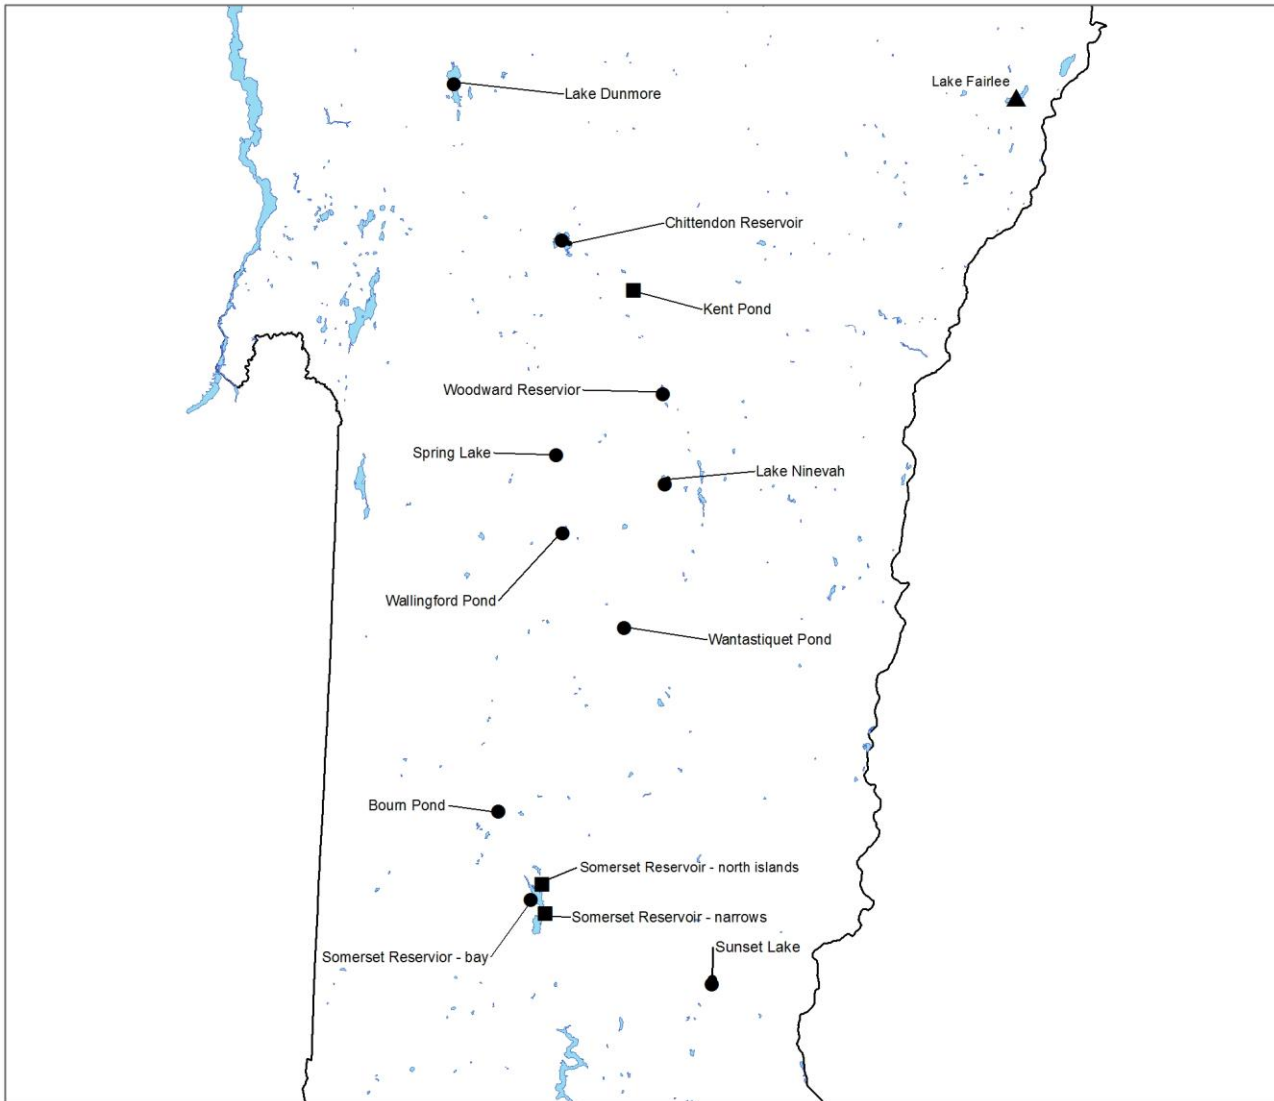 Lake Fairlee
Lake Dunmore
Chittendon Reservoir
Kent Pond
Woodward Reservior
Spring Lake
Lake Ninevah
Wallingford Pond
Wantastiquet Pond
Bourn Pond
Somerset Reservoir - north islands
Somerset Reservoir - narrows
Sunset Lake
Somerset Reservior - bay